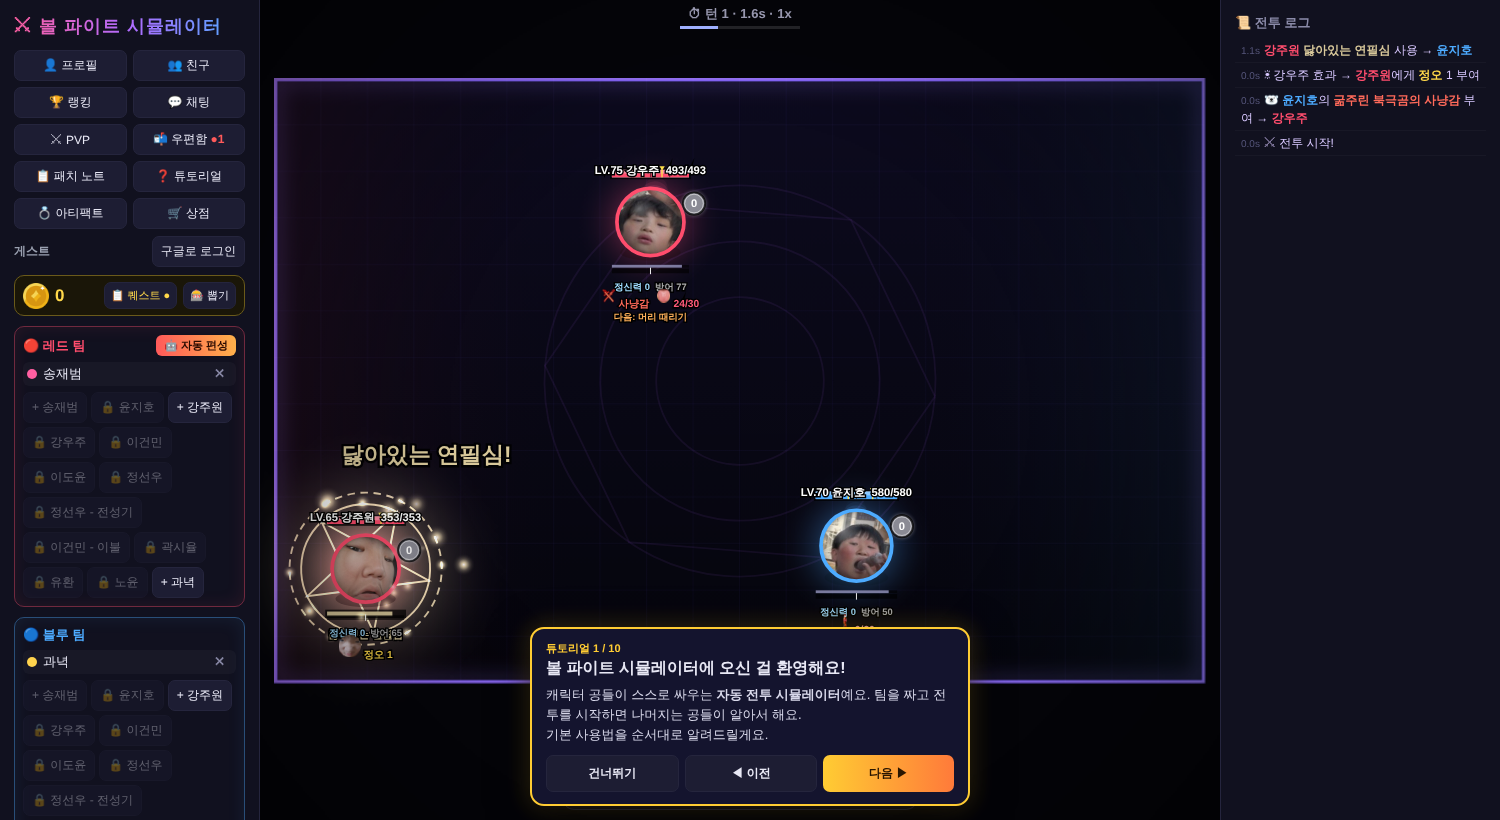 ⚔ 볼 파이트 시뮬레이터
👤 프로필
👥 친구
🏆 랭킹
💬 채팅
⚔ PVP
📬 우편함 ●1
📋 패치 노트
❓ 튜토리얼
💍 아티팩트
🛒 상점
게스트
구글로 로그인
0
📋 퀘스트 ●
🎰 뽑기
🔴 레드 팀
🤖 자동 편성
송재범 ✕
+ 송재범
🔒 윤지호
+ 강주원
🔒 강우주
🔒 이건민
🔒 이도윤
🔒 정선우
🔒 정선우 - 전성기
🔒 이건민 - 이불
🔒 곽시율
🔒 유환
🔒 노윤
+ 과녁
🔵 블루 팀
과녁 ✕
+ 송재범
🔒 윤지호
+ 강주원
🔒 강우주
🔒 이건민
🔒 이도윤
🔒 정선우
🔒 정선우 - 전성기
⏱ 턴 1 · 1.6s · 1x
LV.75 강우주 493/493
0
정신력 0 방어 77
사냥감 24/30
다음: 머리 때리기
닳아있는 연필심!
LV.65 강주원 353/353
0
정신력 0 방어 65
정오 1
LV.70 윤지호 580/580
0
정신력 0 방어 50
튜토리얼 1 / 10
볼 파이트 시뮬레이터에 오신 걸 환영해요!
캐릭터 공들이 스스로 싸우는 자동 전투 시뮬레이터예요. 팀을 짜고 전
투를 시작하면 나머지는 공들이 알아서 해요.
기본 사용법을 순서대로 알려드릴게요.
건너뛰기
◀ 이전
다음 ▶
📜 전투 로그
1.1s 강주원 닳아있는 연필심 사용 → 윤지호
0.0s ☀ 강우주 효과 → 강주원에게 정오 1 부여
0.0s 🐻‍❄️ 윤지호의 굶주린 북극곰의 사냥감 부
여 → 강우주
0.0s ⚔ 전투 시작!